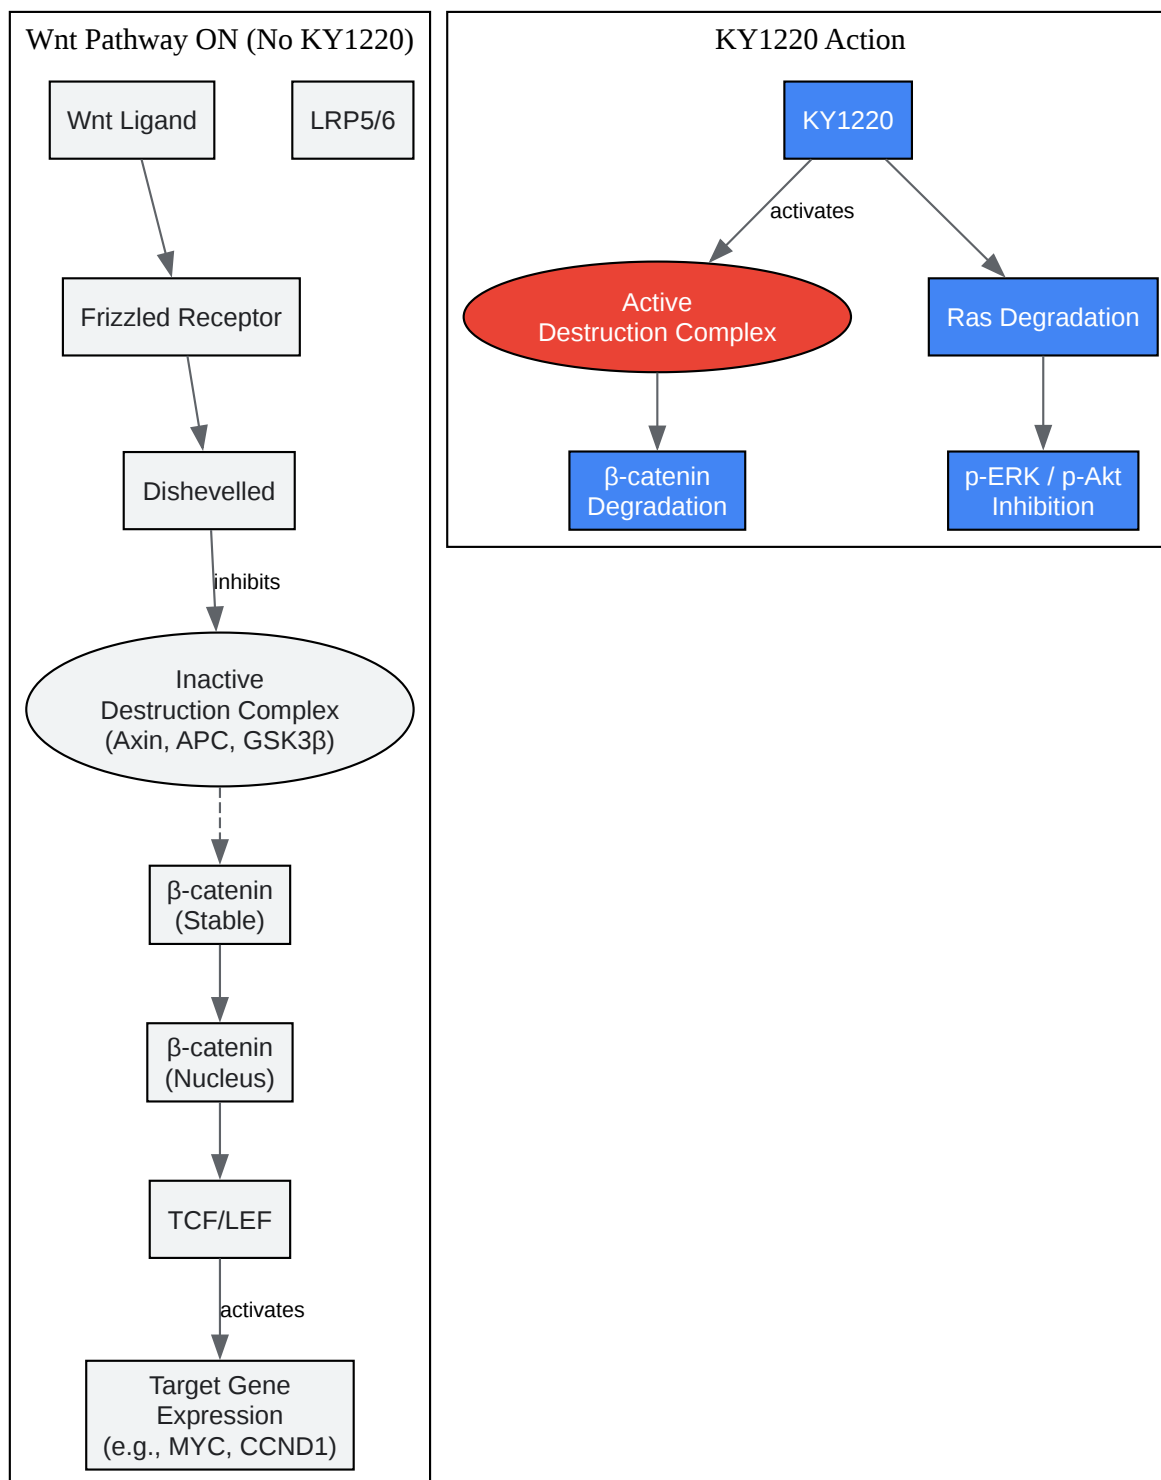 Wnt Pathway ON (No KY1220)
Wnt Ligand
LRP5/6
Frizzled Receptor
Dishevelled
inhibits
Inactive
Destruction Complex
(Axin, APC, GSK3β)
β-catenin
(Stable)
β-catenin
(Nucleus)
TCF/LEF
activates
Target Gene
Expression
(e.g., MYC, CCND1)
KY1220 Action
KY1220
activates
Active
Destruction Complex
Ras Degradation
β-catenin
Degradation
p-ERK / p-Akt
Inhibition